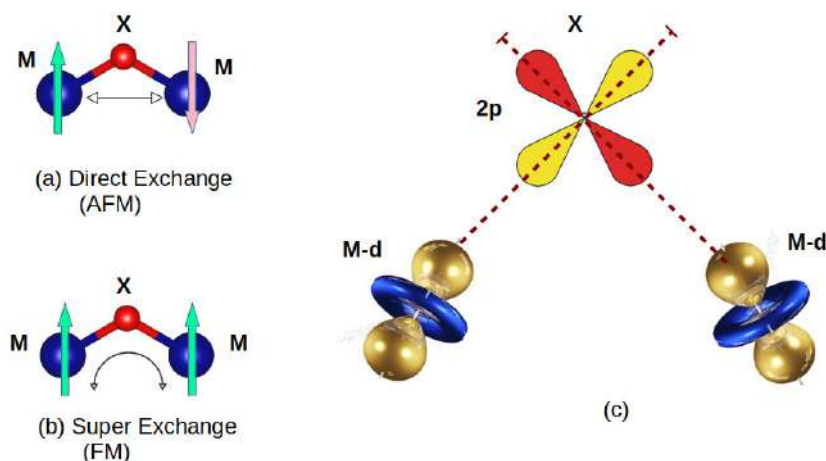 X
M
M
(a) Direct Exchange
(AFM)
X
M
M
(b) Super Exchange
(FM)
X
2p
M-d
M-d
(c)